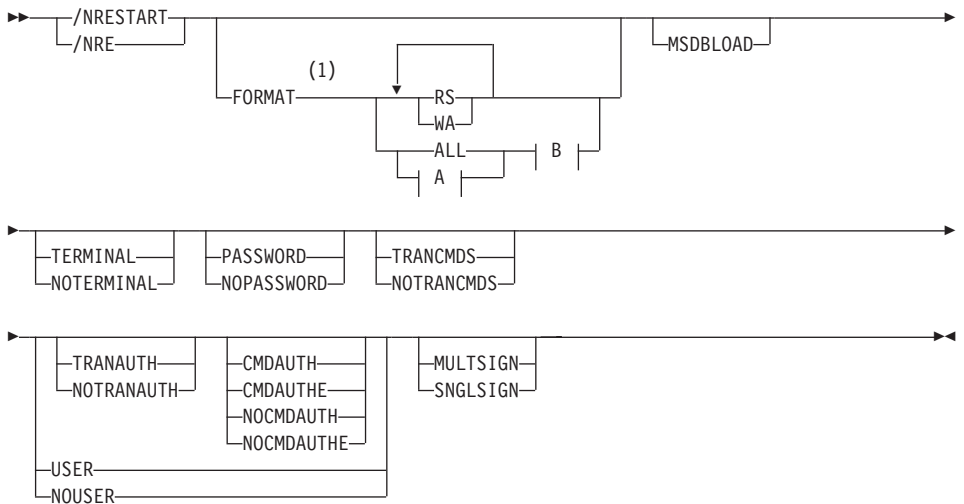 /NRESTART
/NRE
FORMAT (1)
RS
WA
ALL
A
B
MSDBLOAD
TERMINAL
NOTERMINAL
PASSWORD
NOPASSWORD
TRANCMDS
NOTRANCMDS
TRANAUTH
NOTRANAUTH
CMDAUTH
CMDAUTHE
NOCMDAUTH
NOCMDAUTHE
USER
NOUSER
MULTSIGN
SNGLSIGN